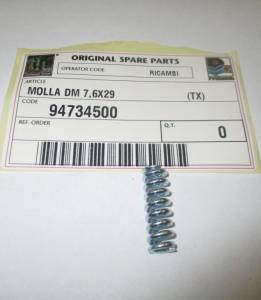 ORIGINAL SPARE PARTS
OPERATOR CODE RICAMBI
ARTICLE
MOLLA DM 7,6X29 (TX)
CODE
94734500
REF. ORDER Q.T.
0